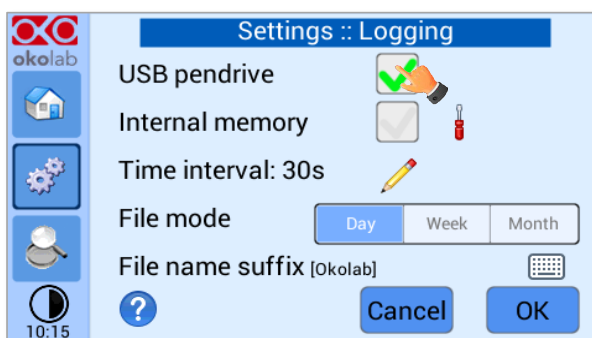 Settings :: Logging
okolab
USB pendrive
Internal memory
Time interval: 30s
File mode
Day
Week
Month
File name suffix [Okolab]
Cancel
OK
10:15